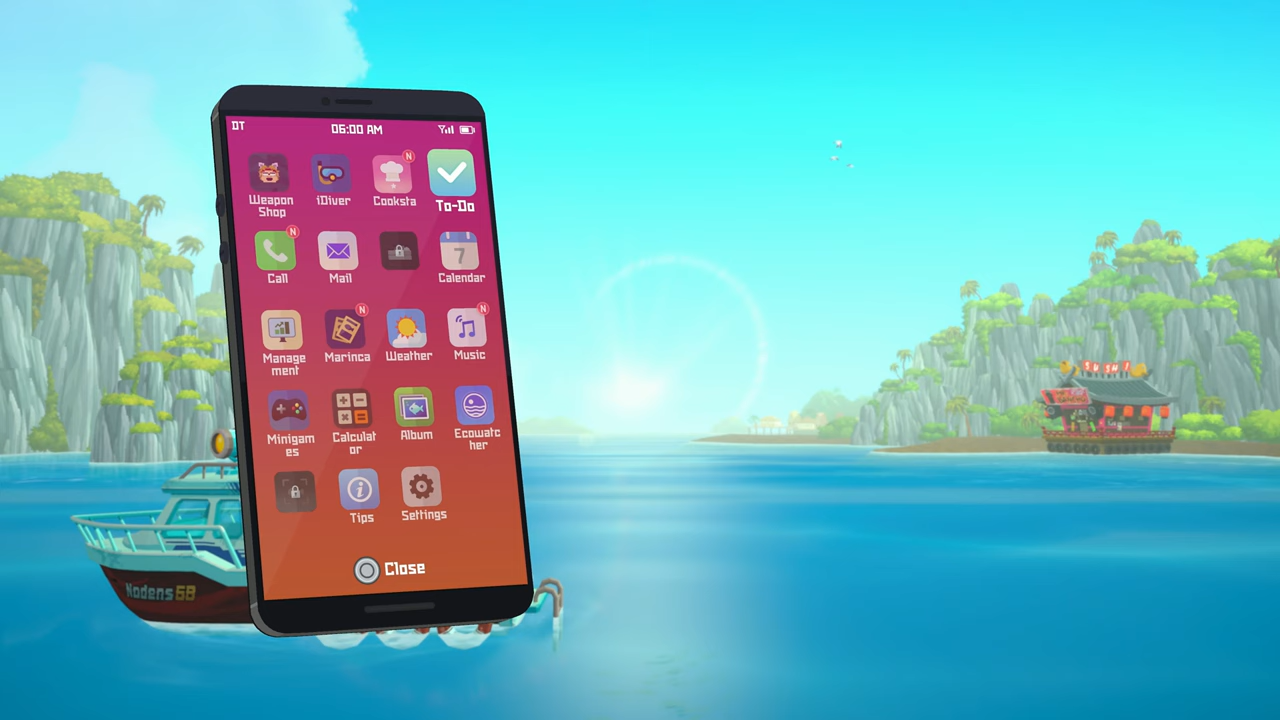 DT
06:00 AM
Weapon
Shop
iDiver
Cooksta
N
To-Do
Call
N
Mail
7
Calendar
Manage
ment
Marinca
N
Weather
Music
N
Minigam
es
Calculat
or
Album
Ecowatc
her
Tips
Settings
Close
Nodens 68
SUSHI